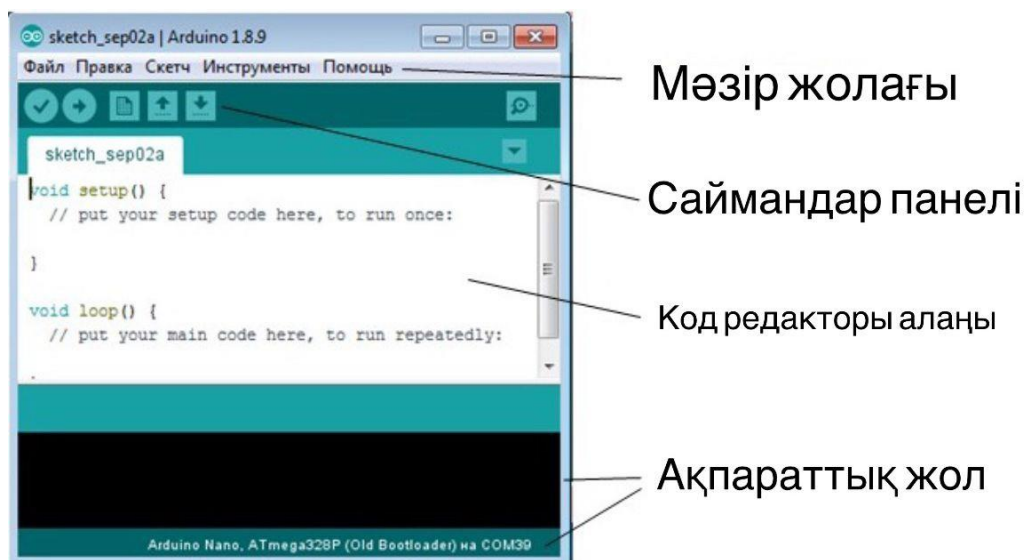 sketch_sep02a | Arduino 1.8.9
Файл Правка Скетч Инструменты Помощь
Мәзір жолағы
sketch_sep02a
void setup() {
// put your setup code here, to run once:
Саймандар панелі
}
void loop() {
Код редакторы алаңы
// put your main code here, to run repeatedly:
Ақпараттық жол
Arduino Nano, ATmega328P (Old Bootloader) на COM39